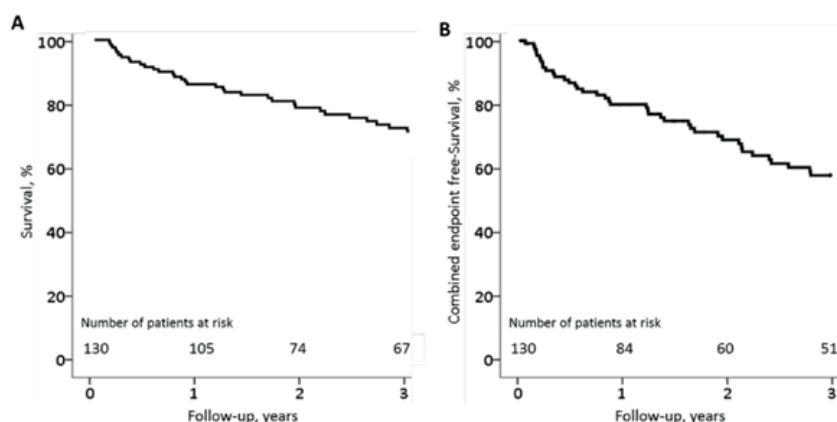 A
Survival, %
100
80
60
40
20
0
Number of patients at risk
130 105 74 67
0 1 2 3
Follow-up, years
B
Combined endpoint free-Survival, %
100
80
60
40
20
0
Number of patients at risk
130 84 60 51
0 1 2 3
Follow-up, years